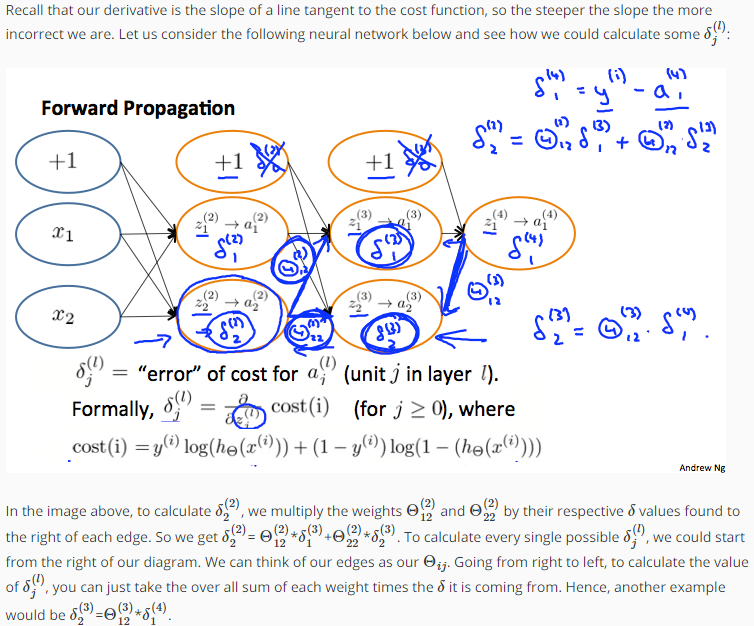 Recall that our derivative is the slope of a line tangent to the cost function, so the steeper the slope the more
incorrect we are. Let us consider the following neural network below and see how we could calculate some δ_j^(l):
δ_1^(4) = y^(i) - a_1^(4)
Forward Propagation
δ_2^(2) = Θ_12^(2) δ_1^(3) + Θ_22^(2) δ_2^(3)
+1
+1
+1
x_1
z_1^(2) → a_1^(2)
z_1^(3) → a_1^(3)
z_1^(4) → a_1^(4)
δ_1^(2)
δ_1^(3)
δ_1^(4)
Θ_12^(2)
Θ_12^(3)
x_2
z_2^(2) → a_2^(2)
z_2^(3) → a_2^(3)
δ_2^(2)
Θ_22^(2)
δ_2^(3)
δ_2^(3) = Θ_12^(3) · δ_1^(4).
δ_j^(l) = “error” of cost for a_j^(l) (unit j in layer l).
Formally, δ_j^(l) = ∂/∂z_j^(l) cost(i) (for j ≥ 0), where
cost(i) = y^(i) log(h_Θ(x^(i))) + (1 − y^(i)) log(1 − (h_Θ(x^(i))))
Andrew Ng
In the image above, to calculate δ_2^(2), we multiply the weights Θ_12^(2) and Θ_22^(2) by their respective δ values found to
the right of each edge. So we get δ_2^(2)= Θ_12^(2)*δ_1^(3)+Θ_22^(2)*δ_2^(3). To calculate every single possible δ_j^(l), we could start
from the right of our diagram. We can think of our edges as our Θ_ij. Going from right to left, to calculate the value
of δ_j^(l), you can just take the over all sum of each weight times the δ it is coming from. Hence, another example
would be δ_2^(3)=Θ_12^(3)*δ_1^(4).